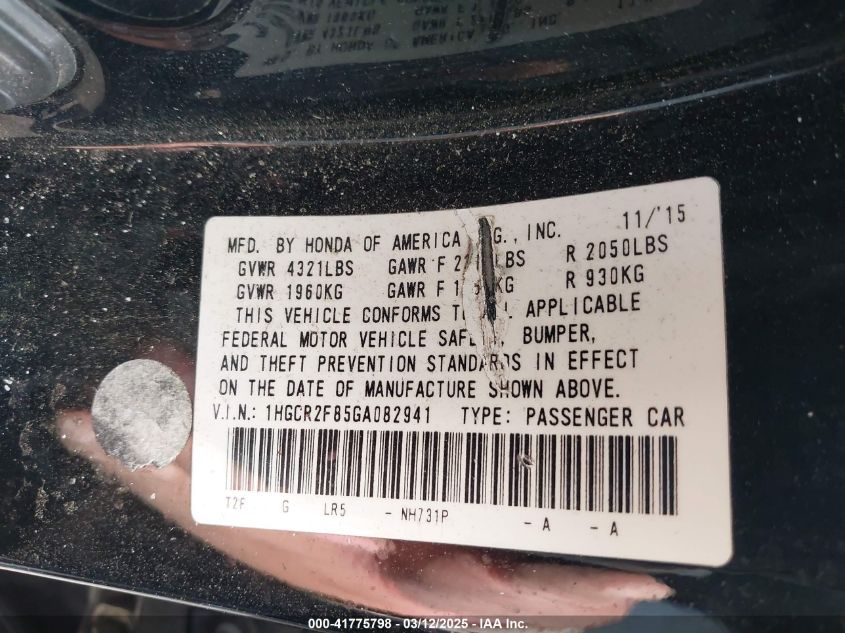 MFD. BY HONDA OF AMERICA G., INC. 11/'15
GVWR 4321LBS GAWR F 2 LBS R 2050LBS
GVWR 1960KG GAWR F 1 KG R 930KG
THIS VEHICLE CONFORMS APPLICABLE
FEDERAL MOTOR VEHICLE BUMPER,
AND THEFT PREVENTION STANDARDS IN EFFECT
ON THE DATE OF MANUFACTURE SHOWN ABOVE.
V.I.N.: 1HGCR2F85GA082941 TYPE: PASSENGER CAR
T2F G LR5 - NH731P - A - A
000-41775798 - 03/12/2025 - IAA Inc.